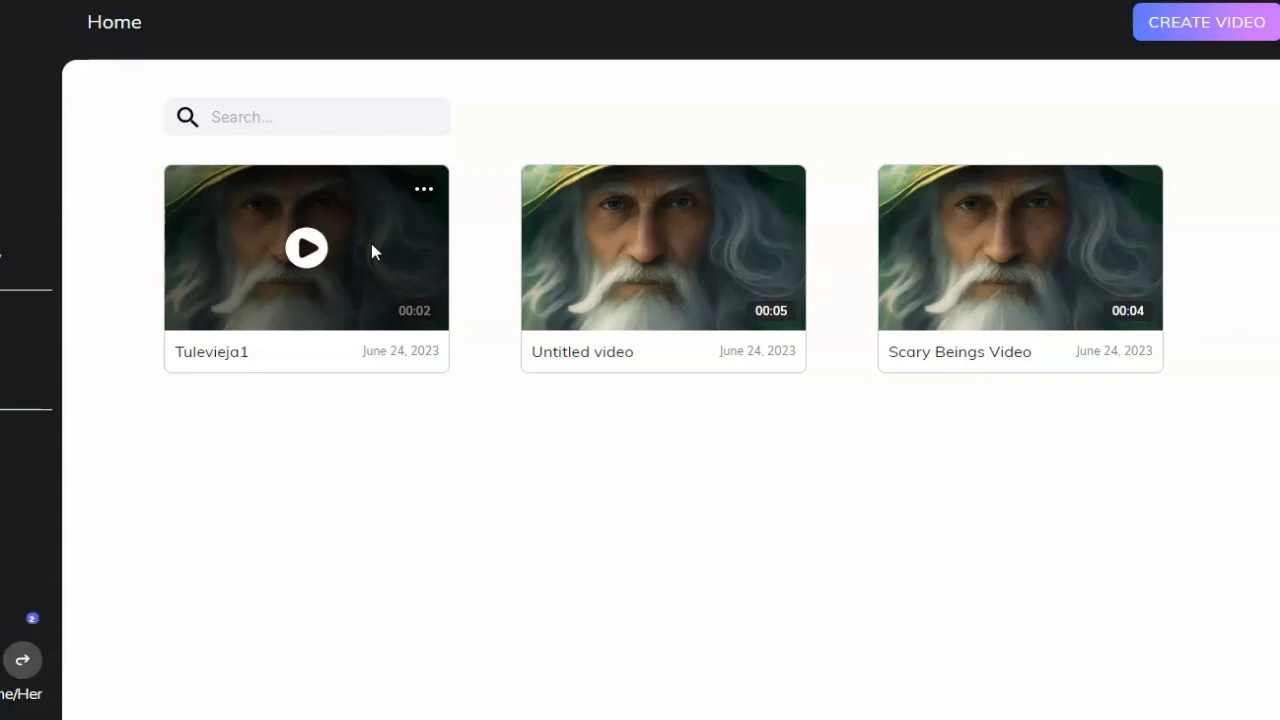 Home
CREATE VIDEO
Search...
00:02
00:05
00:04
Tulevieja1
June 24, 2023
Untitled video
June 24, 2023
Scary Beings Video
June 24, 2023
2
ne/Her